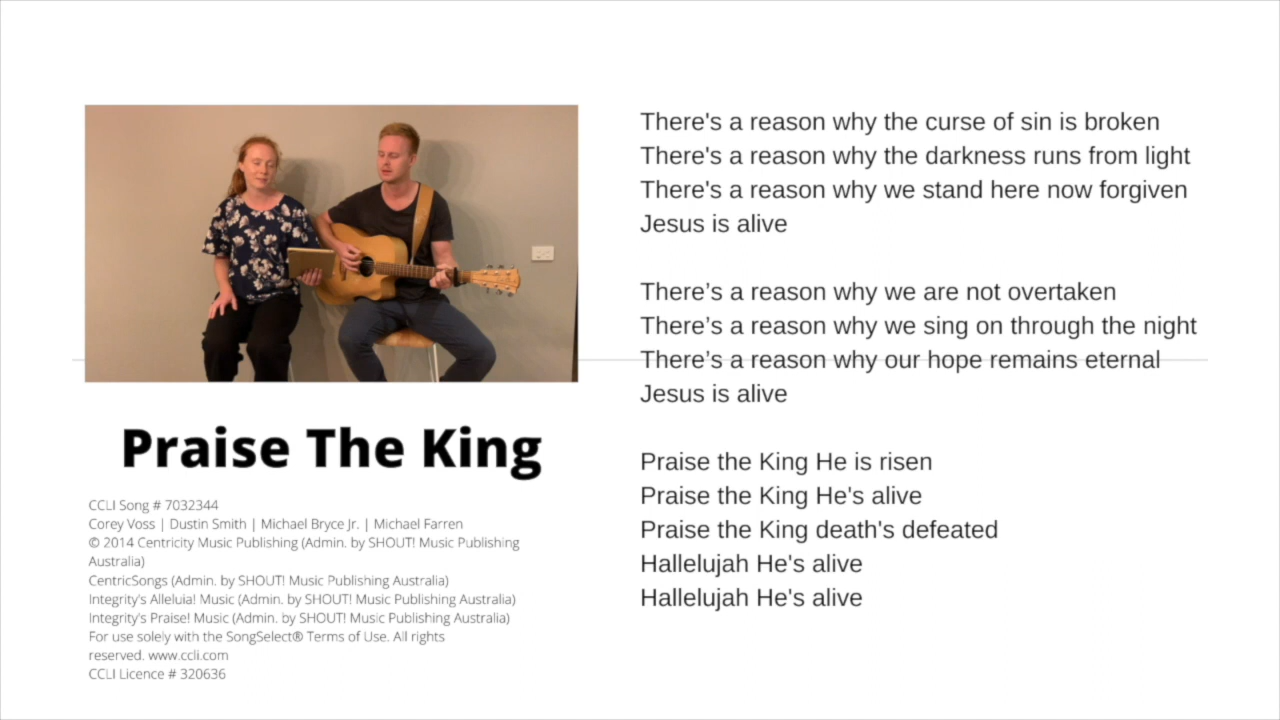 There's a reason why the curse of sin is broken
There's a reason why the darkness runs from light
There's a reason why we stand here now forgiven
Jesus is alive

There’s a reason why we are not overtaken
There’s a reason why we sing on through the night
There’s a reason why our hope remains eternal
Jesus is alive

Praise the King He is risen
Praise the King He's alive
Praise the King death's defeated
Hallelujah He's alive
Hallelujah He's alive

Praise The King
CCLI Song # 7032344
Corey Voss | Dustin Smith | Michael Bryce Jr. | Michael Farren
© 2014 Centricity Music Publishing (Admin. by SHOUT! Music Publishing
Australia)
CentricSongs (Admin. by SHOUT! Music Publishing Australia)
Integrity's Alleluia! Music (Admin. by SHOUT! Music Publishing Australia)
Integrity's Praise! Music (Admin. by SHOUT! Music Publishing Australia)
For use solely with the SongSelect® Terms of Use. All rights
reserved. www.ccli.com
CCLI Licence # 320636